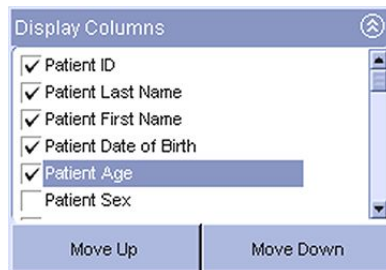 Display Columns
Patient ID
Patient Last Name
Patient First Name
Patient Date of Birth
Patient Age
Patient Sex
Move Up Move Down